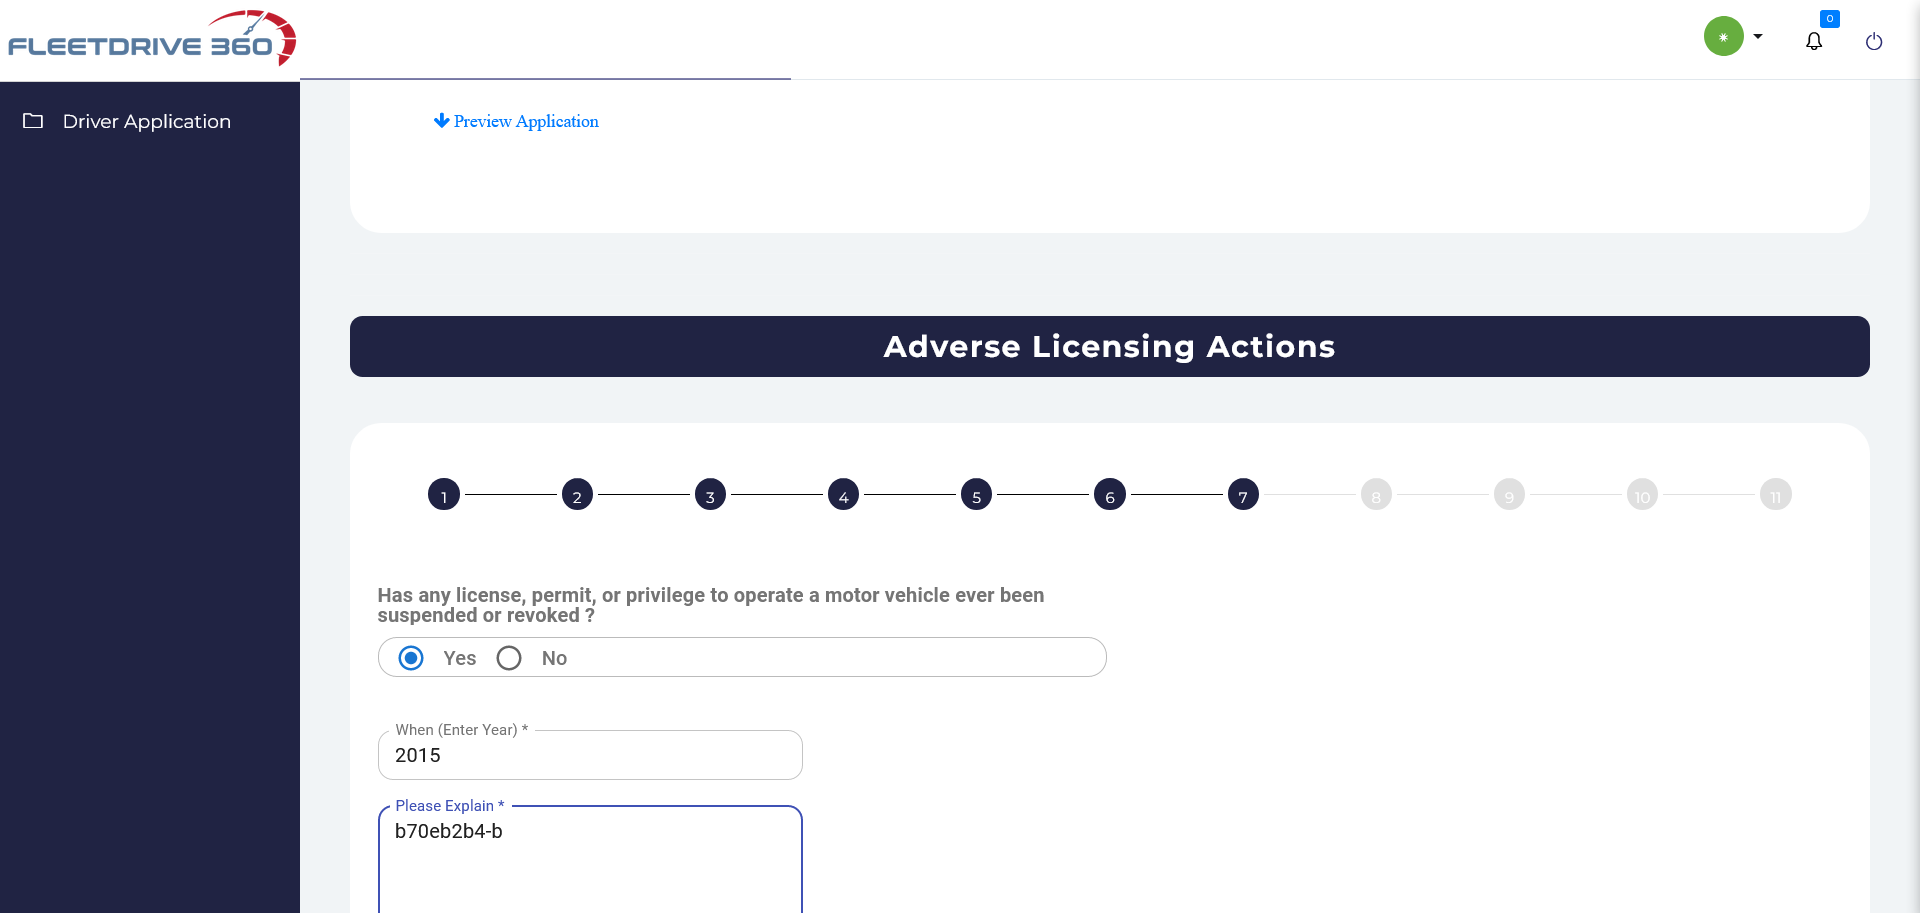 FLEETDRIVE 360
0
Driver Application
Preview Application
Adverse Licensing Actions
1 2 3 4 5 6 7 8 9 10 11
Has any license, permit, or privilege to operate a motor vehicle ever been
suspended or revoked ?
Yes No
When (Enter Year) *
2015
Please Explain *
b70eb2b4-b